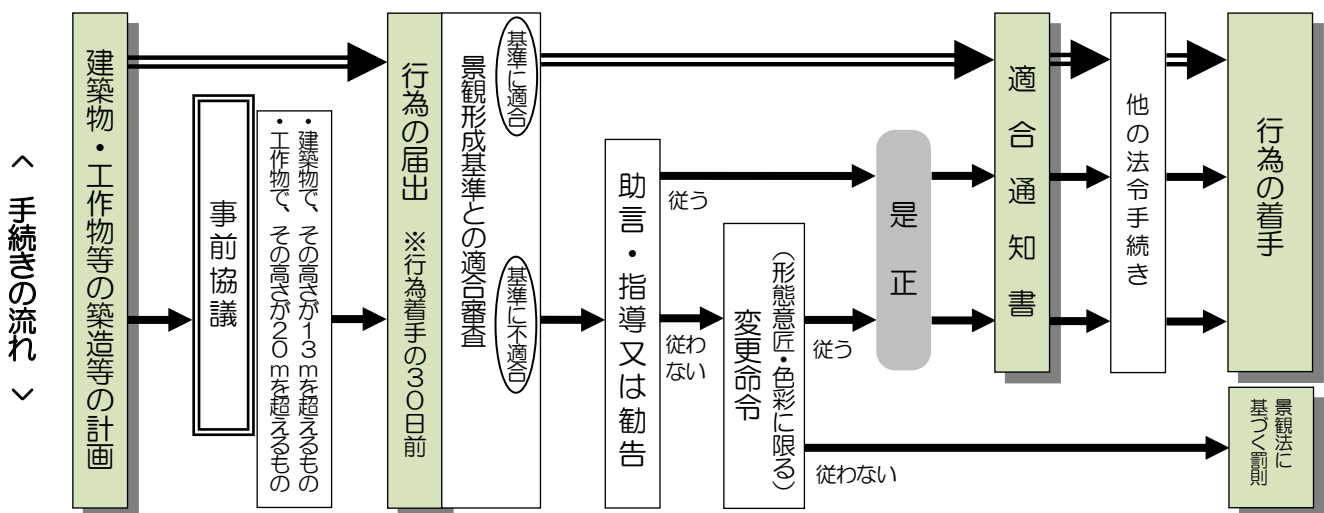 ＜ 手続きの流れ ＞
建築物・工作物等の築造等の計画
事前協議
・建築物で、その高さが１３ｍを超えるもの
・工作物で、その高さが２０ｍを超えるもの
行為の届出　※行為着手の３０日前
景観形成基準との適合審査
基準に適合
基準に不適合
助言・指導又は勧告
従う
従わ
ない
変更命令
（形態意匠・色彩に限る）
従う
従わない
是正
適合通知書
他の法令手続き
行為の着手
景観法に
基づく罰則